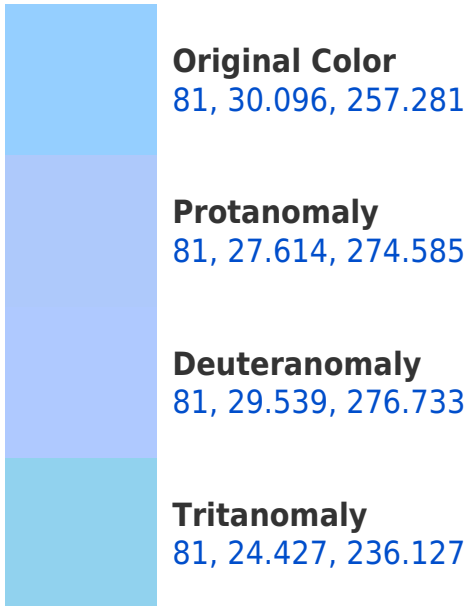 Original Color
81, 30.096, 257.281
Protanomaly
81, 27.614, 274.585
Deuteranomaly
81, 29.539, 276.733
Tritanomaly
81, 24.427, 236.127